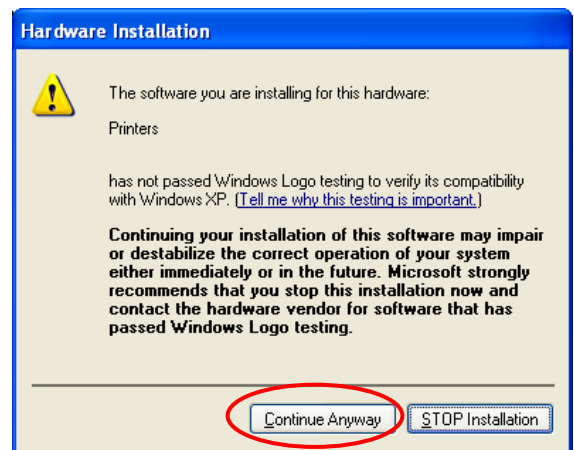 Hardware Installation
The software you are installing for this hardware:
Printers
has not passed Windows Logo testing to verify its compatibility
with Windows XP. (Tell me why this testing is important.)
Continuing your installation of this software may impair
or destabilize the correct operation of your system
either immediately or in the future. Microsoft strongly
recommends that you stop this installation now and
contact the hardware vendor for software that has
passed Windows Logo testing.
Continue Anyway STOP Installation